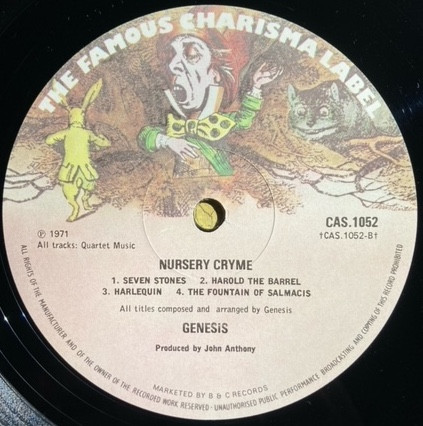 THE FAMOUS CHARISMA LABEL
CAS.1052
†CAS.1052-B†
℗ 1971
All tracks: Quartet Music
NURSERY CRYME
1. SEVEN STONES 2. HAROLD THE BARREL
3. HARLEQUIN 4. THE FOUNTAIN OF SALMACIS
All titles composed and arranged by Genesis
GENESIS
Produced by John Anthony
MARKETED BY B & C RECORDS
ALL RIGHTS OF THE MANUFACTURER AND OF THE OWNER OF THE RECORDED WORK RESERVED · UNAUTHORISED PUBLIC PERFORMANCE BROADCASTING AND COPYING OF THIS RECORD PROHIBITED